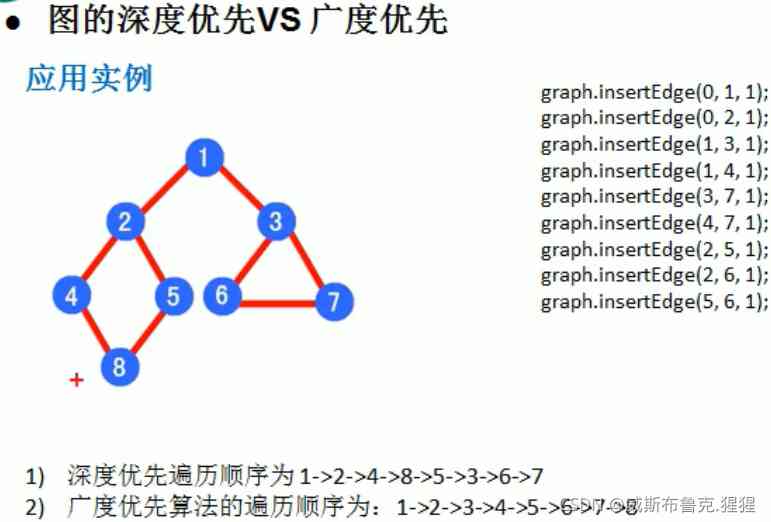 ● 图的深度优先VS 广度优先
应用实例
graph.insertEdge(0, 1, 1);
graph.insertEdge(0, 2, 1);
graph.insertEdge(1, 3, 1);
graph.insertEdge(1, 4, 1);
graph.insertEdge(3, 7, 1);
graph.insertEdge(4, 7, 1);
graph.insertEdge(2, 5, 1);
graph.insertEdge(2, 6, 1);
graph.insertEdge(5, 6, 1);
1
2 3
4 5 6 7
8
1) 深度优先遍历顺序为 1->2->4->8->5->3->6->7
2) 广度优先算法的遍历顺序为：1->2->3->4->5->6->7->8
CSDN @威斯布鲁克.猩猩